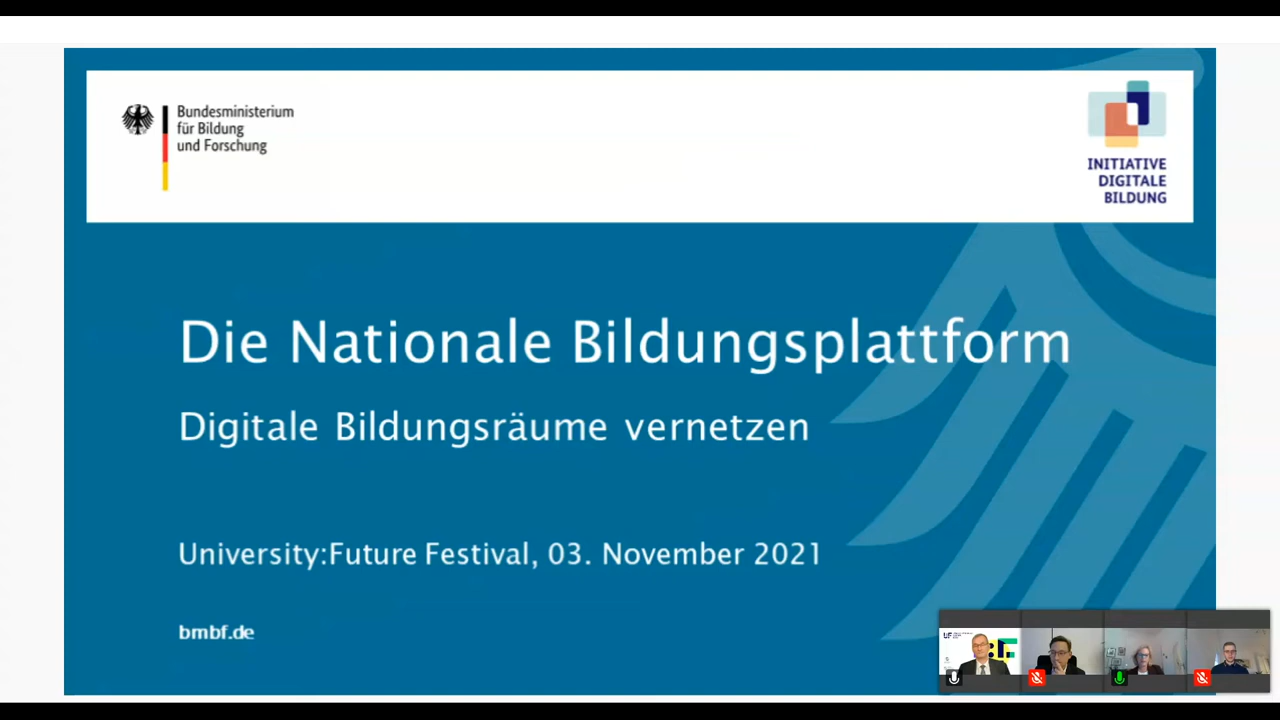 Bundesministerium
für Bildung
und Forschung
INITIATIVE
DIGITALE
BILDUNG
Die Nationale Bildungsplattform
Digitale Bildungsräume vernetzen
University:Future Festival, 03. November 2021
bmbf.de